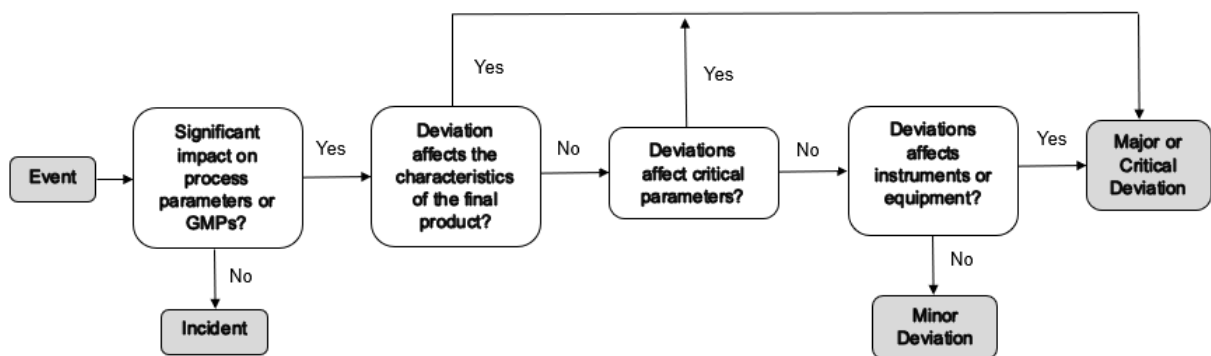 Event
Significant
impact on
process
parameters or
GMPs?
Yes
No
Incident
Deviation
affects the
characteristics
of the final
product?
Yes
No
Deviations
affect critical
parameters?
Yes
No
Deviations
affects
instruments or
equipment?
Yes
No
Minor
Deviation
Major or
Critical
Deviation